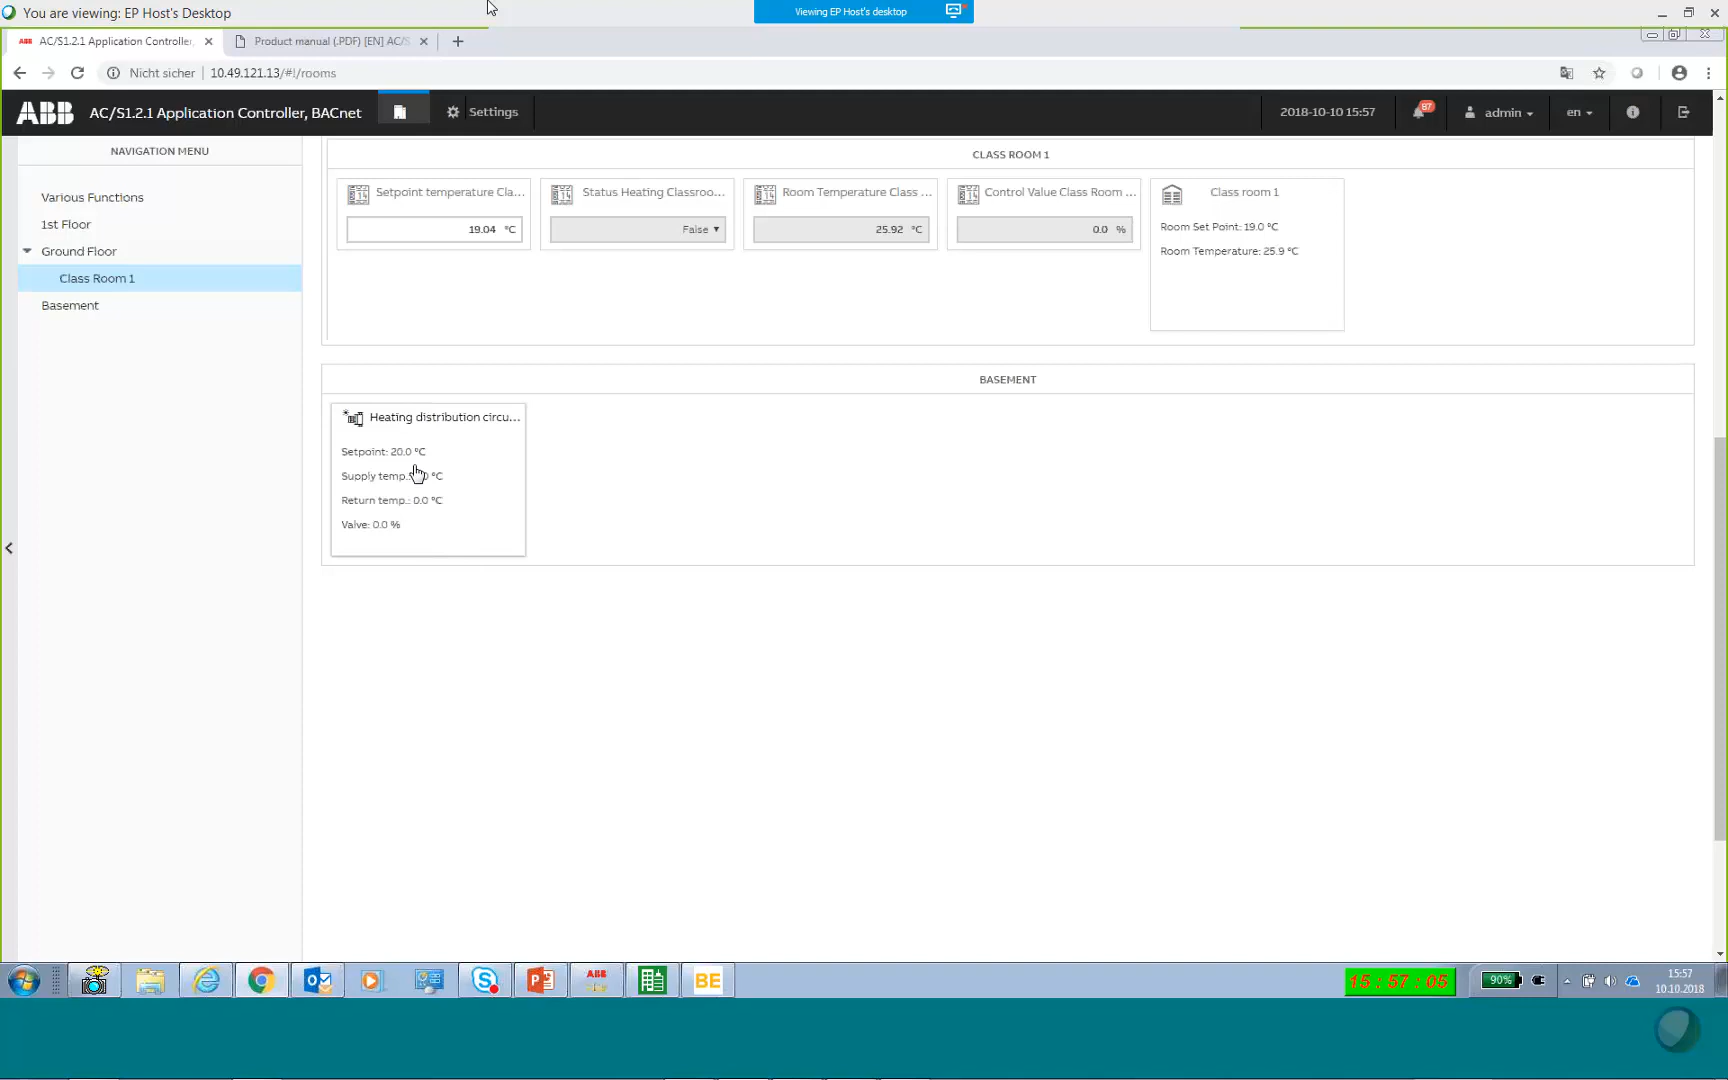 You are viewing: EP Host's Desktop
Viewing EP Host's desktop
ABB AC/S1.2.1 Application Controller,
Product manual (.PDF) [EN] AC/S
Nicht sicher
10.49.121.13/#!/rooms
ABB
AC/S1.2.1 Application Controller, BACnet
Settings
2018-10-10 15:57
87
admin
en
NAVIGATION MENU
Various Functions
1st Floor
Ground Floor
Class Room 1
Basement
CLASS ROOM 1
Setpoint temperature Cla...
19.04 °C
Status Heating Classroo...
False
Room Temperature Class ...
25.92 °C
Control Value Class Room ...
0.0 %
Class room 1
Room Set Point: 19.0 °C
Room Temperature: 25.9 °C
BASEMENT
Heating distribution circu...
Setpoint: 20.0 °C
Supply temp.: °C
Return temp.: 0.0 °C
Valve: 0.0 %
ABB
BE
15:57:05
90%
15:57
10.10.2018